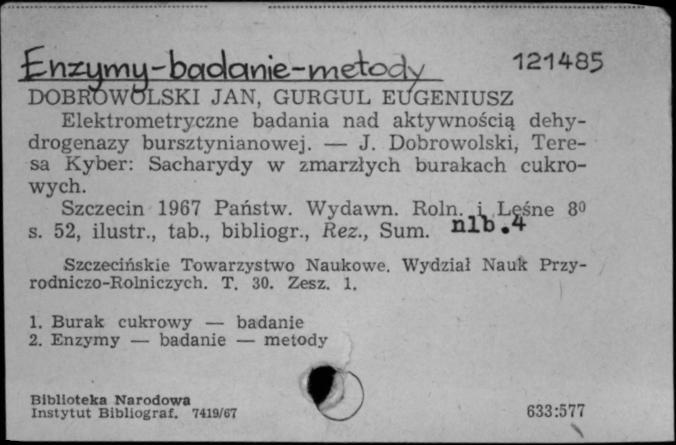 Enzymy-badanie-metody 121485
DOBROWOLSKI JAN, GURGUL EUGENIUSZ
Elektrometryczne badania nad aktywnością dehy-
drogenazy bursztynianowej. — J. Dobrowolski, Tere-
sa Kyber: Sacharydy w zmarzłych burakach cukro-
wych.
Szczecin 1967 Państw. Wydawn. Roln. i Leśne 8º
s. 52, ilustr., tab., bibliogr., Rez., Sum. nlb.4
Szczecińskie Towarzystwo Naukowe. Wydział Nauk Przy-
rodniczo-Rolniczych. T. 30. Zesz. 1.
1. Burak cukrowy — badanie
2. Enzymy — badanie — metody
Biblioteka Narodowa
Instytut Bibliograf. 7419/67 633:577